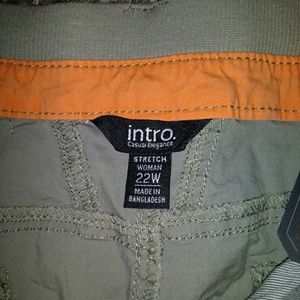 intro.
Casual Elegance
STRETCH
WOMAN
22W
MADE IN
BANGLADESH